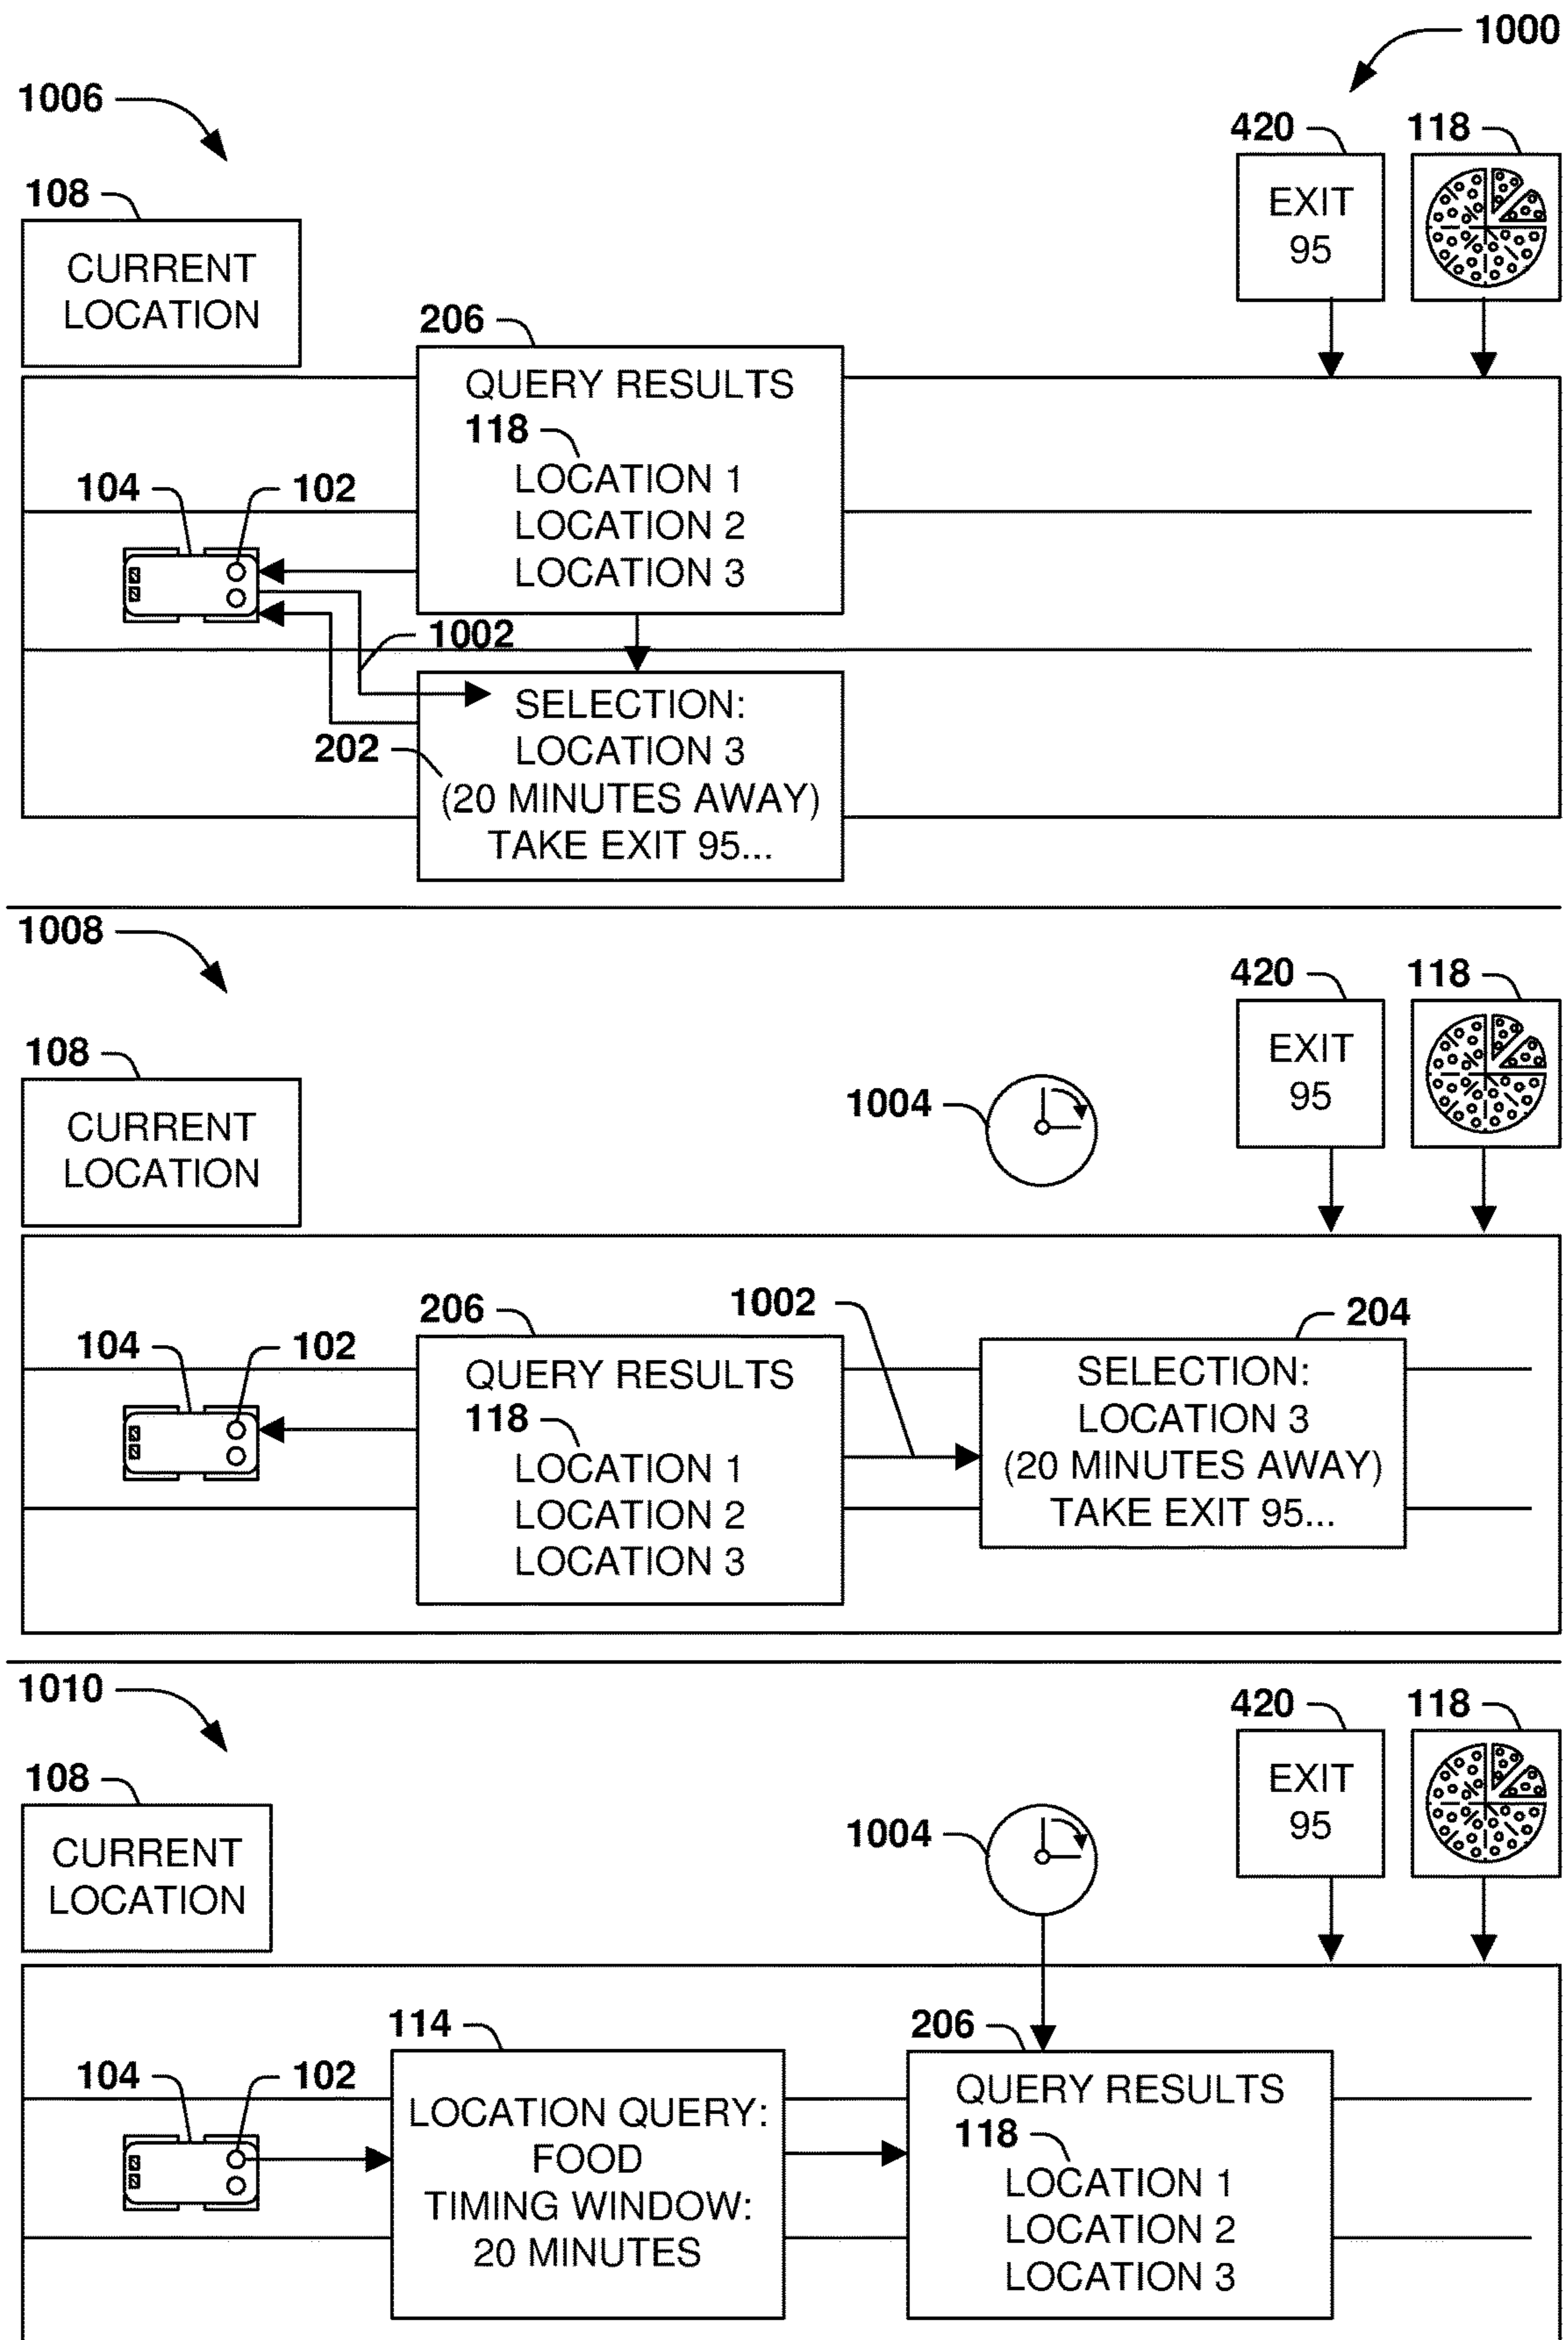 1000
1006
420
118
108
EXIT
95
CURRENT
LOCATION
206
QUERY RESULTS
118
LOCATION 1
LOCATION 2
LOCATION 3
104
102
1002
SELECTION:
LOCATION 3
202
(20 MINUTES AWAY)
TAKE EXIT 95...
1008
420
118
108
EXIT
95
1004
CURRENT
LOCATION
206
1002
204
104
102
QUERY RESULTS
118
LOCATION 1
LOCATION 2
LOCATION 3
SELECTION:
LOCATION 3
(20 MINUTES AWAY)
TAKE EXIT 95...
1010
420
118
108
EXIT
95
1004
CURRENT
LOCATION
114
206
104
102
LOCATION QUERY:
FOOD
TIMING WINDOW:
20 MINUTES
QUERY RESULTS
118
LOCATION 1
LOCATION 2
LOCATION 3